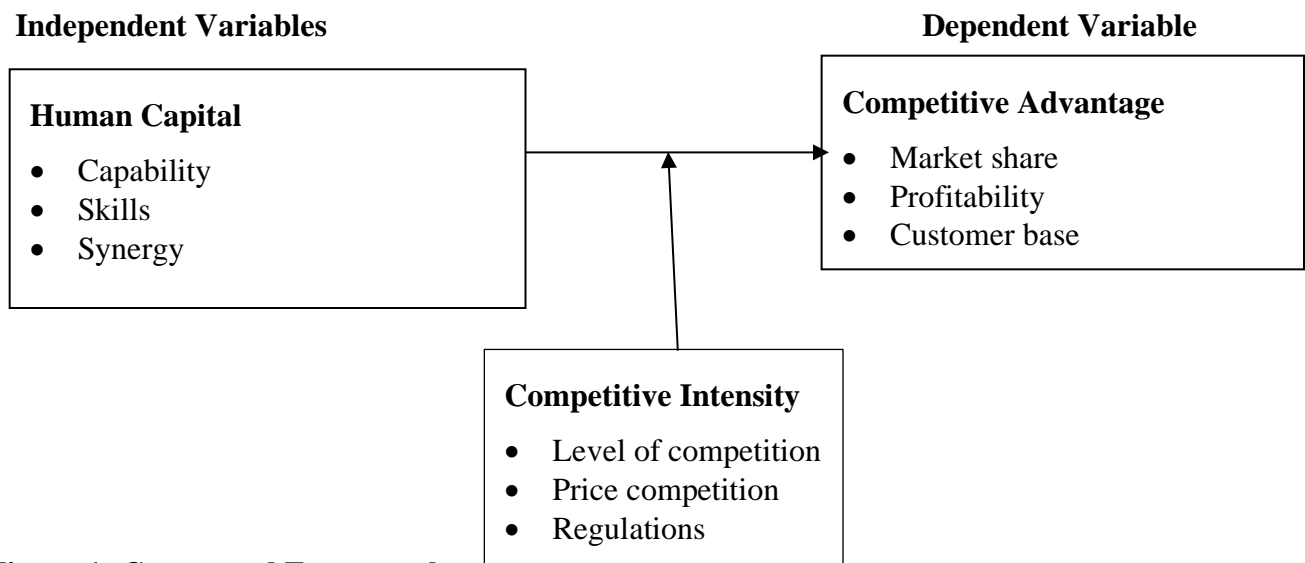 Independent Variables
Dependent Variable
Human Capital
• Capability
• Skills
• Synergy
Competitive Advantage
• Market share
• Profitability
• Customer base
Competitive Intensity
• Level of competition
• Price competition
• Regulations